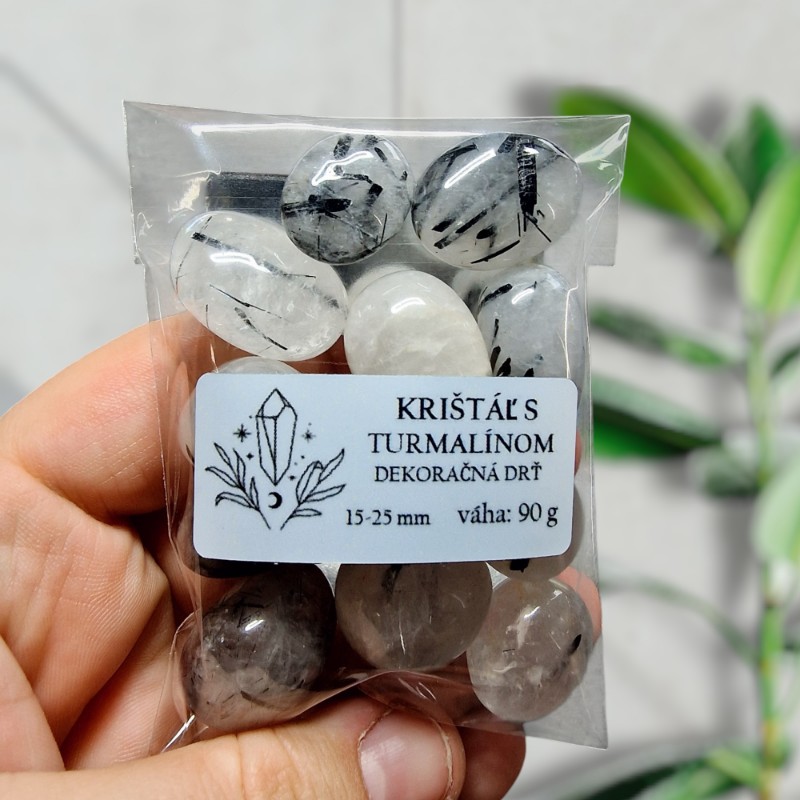 KRIŠTÁĽ S
TURMALÍNOM
DEKORAČNÁ DRŤ
15-25 mm váha: 90 g